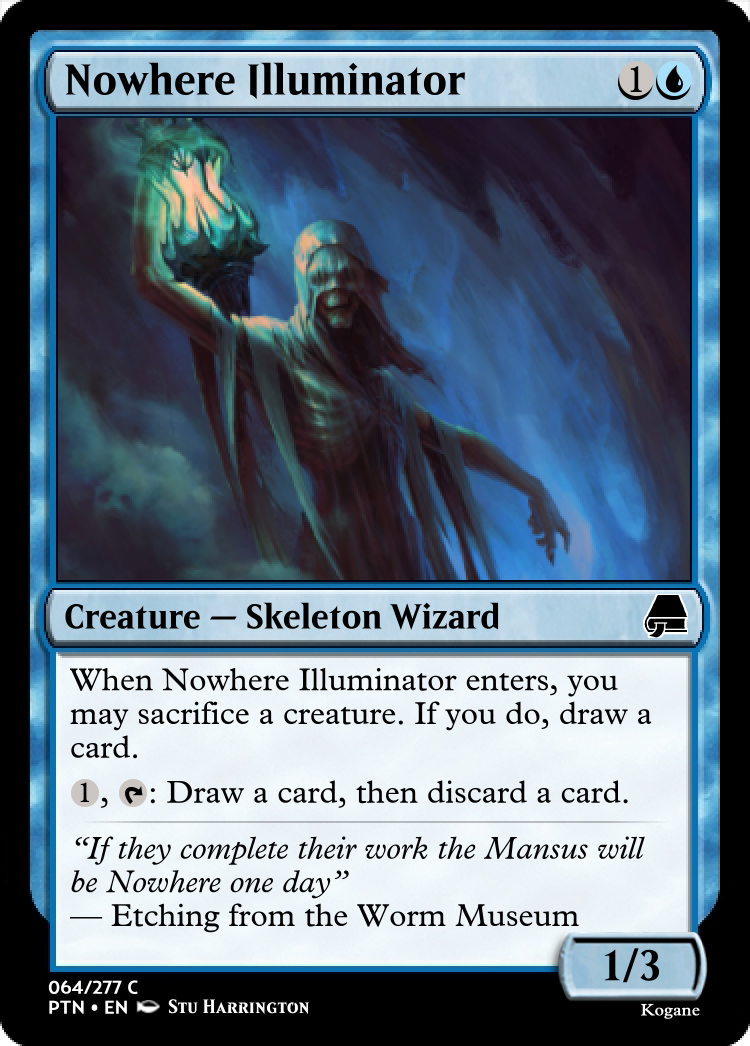 Nowhere Illuminator 1
Creature — Skeleton Wizard
When Nowhere Illuminator enters, you
may sacrifice a creature. If you do, draw a
card.
1, : Draw a card, then discard a card.
“If they complete their work the Mansus will
be Nowhere one day”
— Etching from the Worm Museum
1/3
064/277 C
PTN • EN Stu Harrington
Kogane